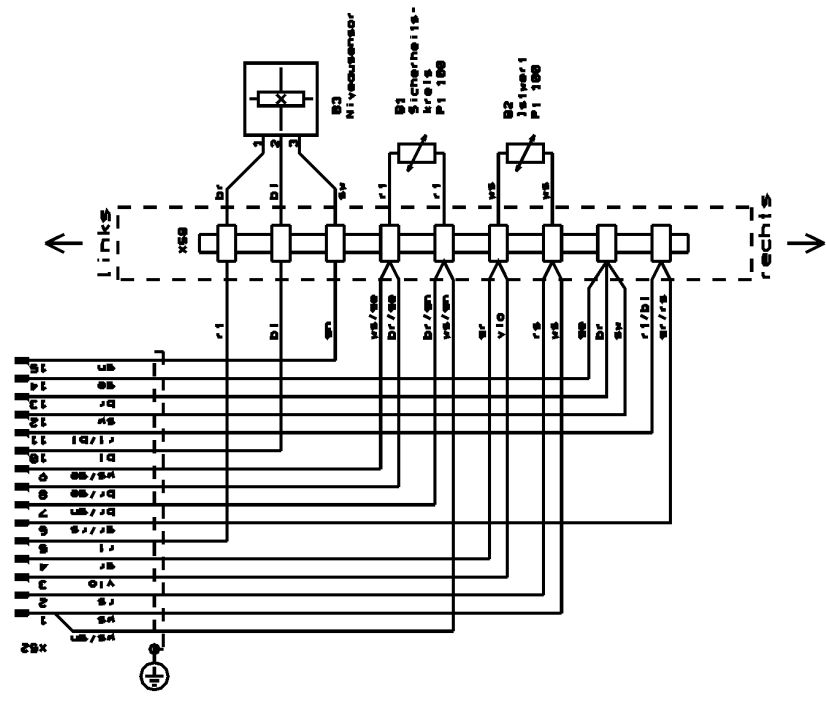 B3
Niveausensor
B1
Sicherheits-
kreis
Pt 100
B2
Istwert
Pt 100
1
2
3
br
bl
sw
rt
rt
ws
ws
links
X50
rechts
rt
bl
gn
ws/ge
br/ge
br/gn
ws/gn
gr
vio
rs
ws
ge
br
sw
rt/bl
gr/rs
15 gn
14 ge
13 br
12 sw
11 rt/bl
10 bl
9 ws/ge
8 br/ge
7 br/gn
6 gr/rs
5 rt
4 gr
3 vio
2 rs
1 ws
ws/gn
X52